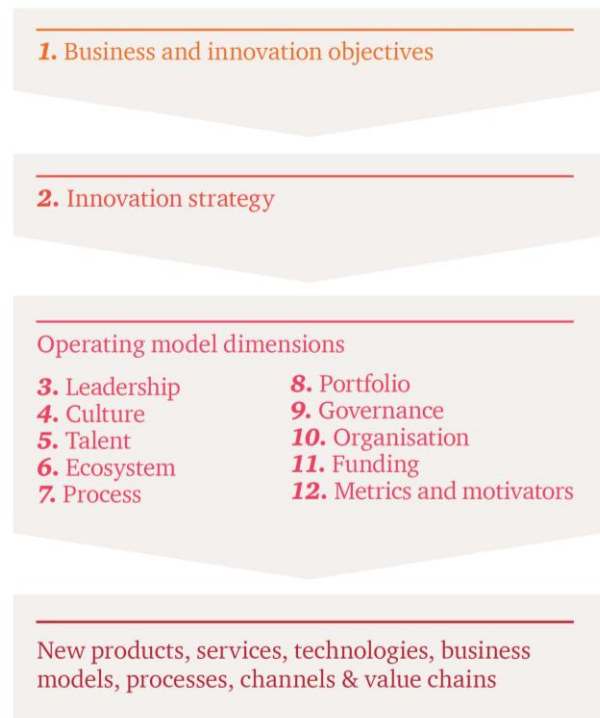 1. Business and innovation objectives
2. Innovation strategy
Operating model dimensions
3. Leadership
4. Culture
5. Talent
6. Ecosystem
7. Process
8. Portfolio
9. Governance
10. Organisation
11. Funding
12. Metrics and motivators
New products, services, technologies, business
models, processes, channels & value chains